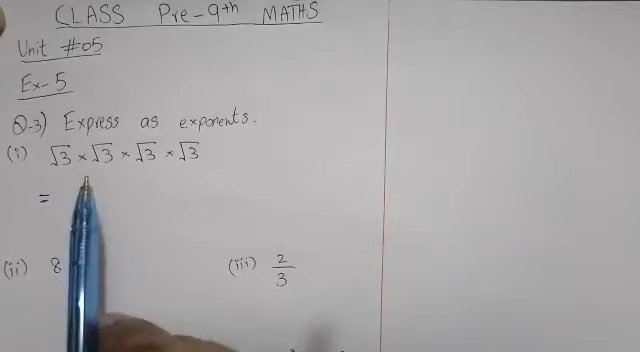 CLASS Pre-9th MATHS
Unit #05
Ex-5
Q-3) Express as exponents.
(i) √3 × √3 × √3 × √3
=
(ii) 8 (iii) 2/3